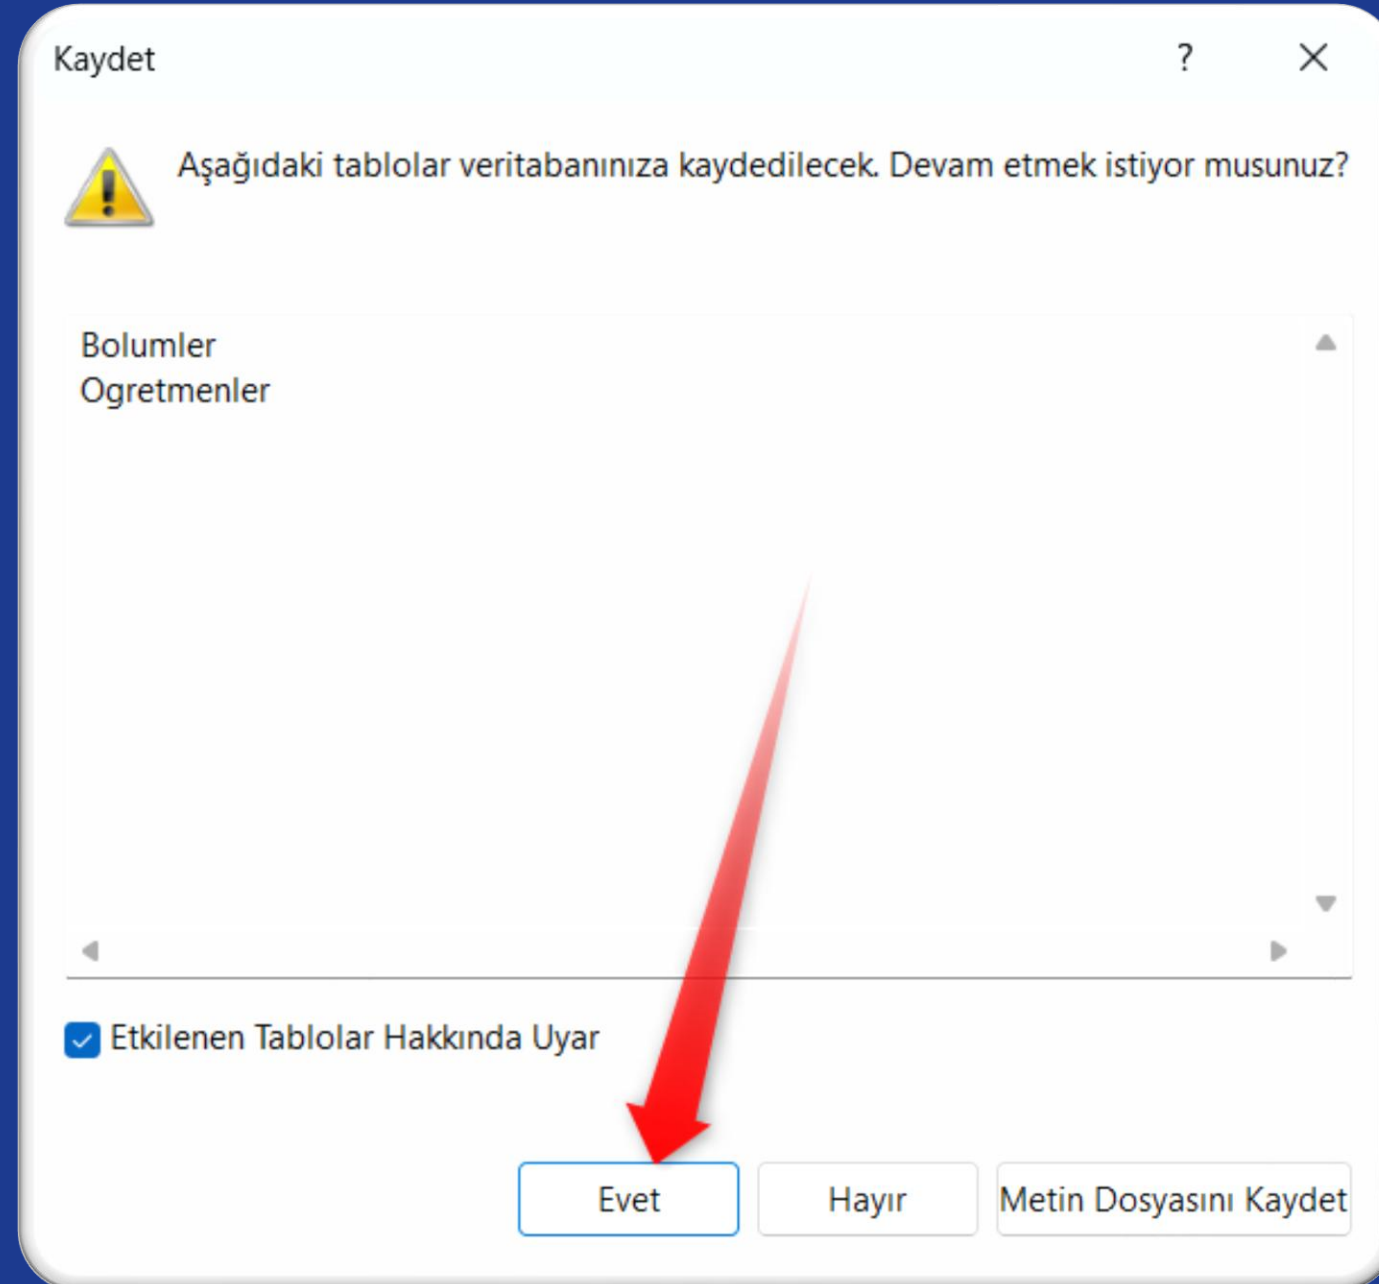 Kaydet
?
Aşağıdaki tablolar veritabanınıza kaydedilecek. Devam etmek istiyor musunuz?
Bolumler
Ogretmenler
Etkilenen Tablolar Hakkında Uyar
Evet
Hayır
Metin Dosyasını Kaydet